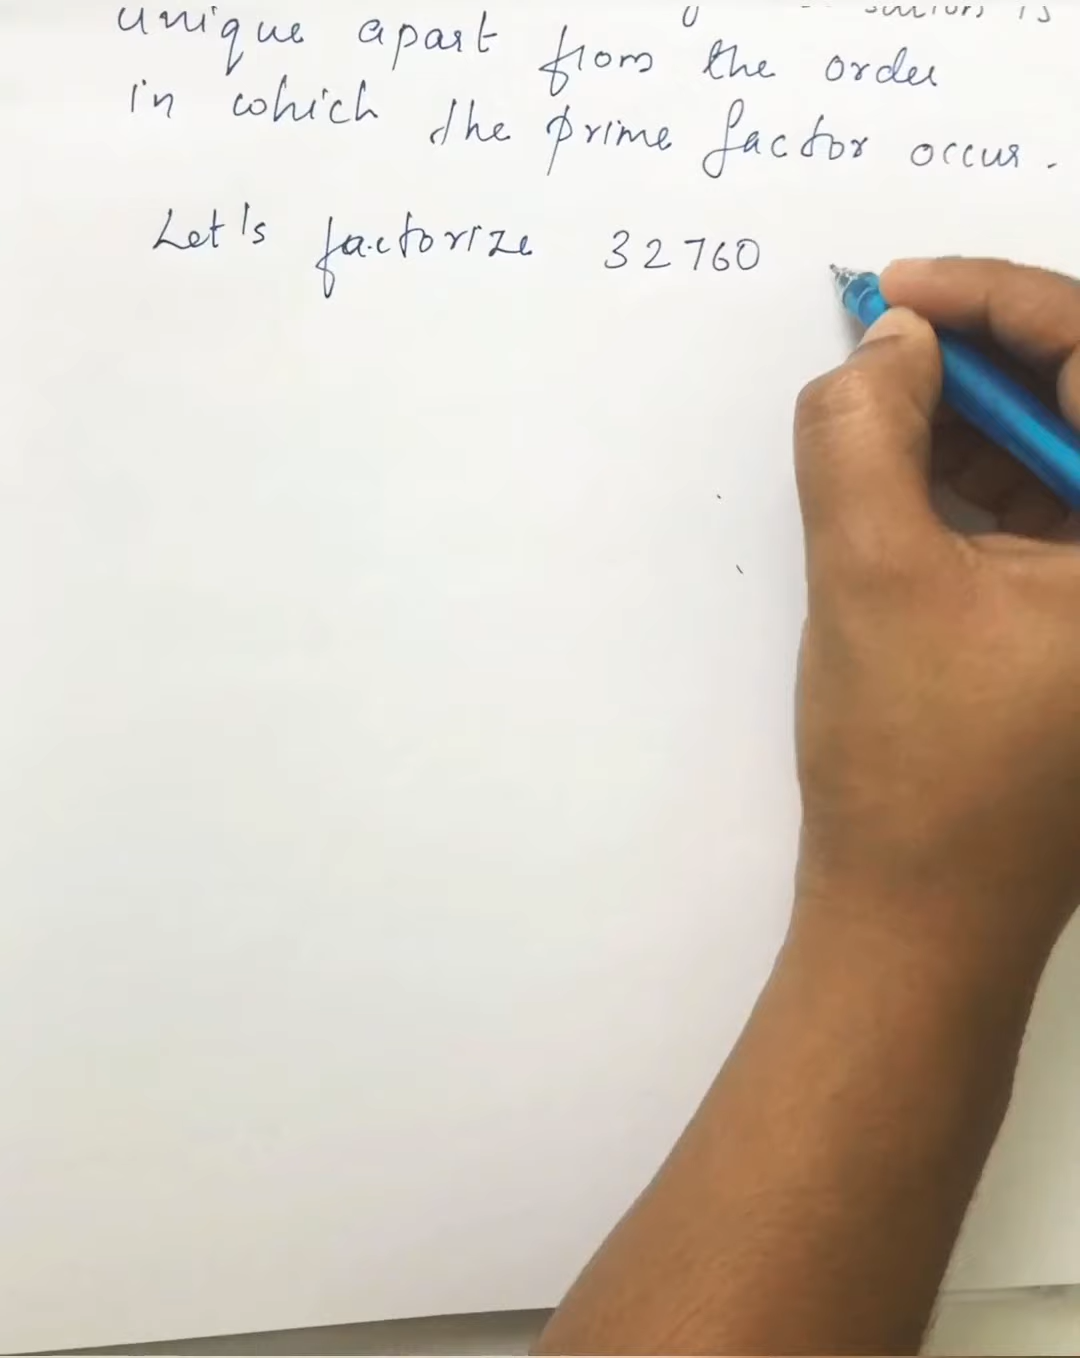 unique apart from the order
in which the prime factor occur.
Let's factorize 32760